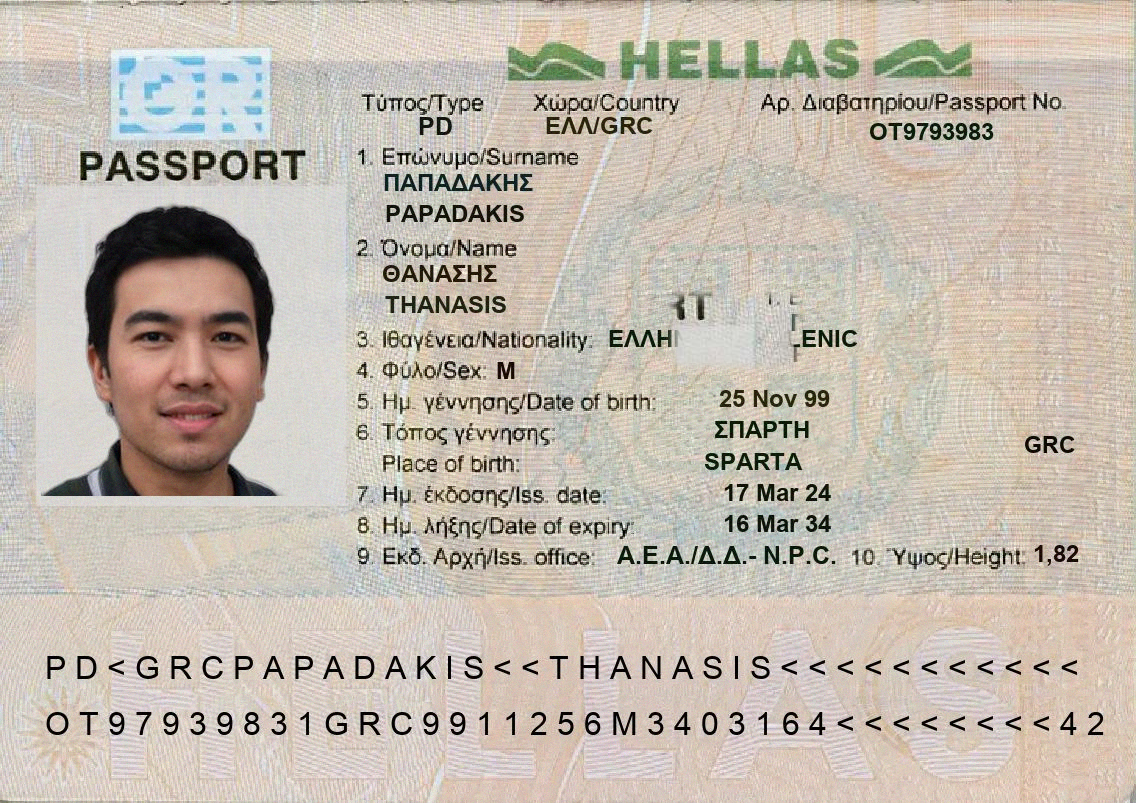 GR
HELLAS
PASSPORT
Τύπος/Type Χώρα/Country Αρ. Διαβατηρίου/Passport No.
PD ΕΛΛ/GRC OT9793983
1. Επώνυμο/Surname
ΠΑΠΑΔΑΚΗΣ
PAPADAKIS
2. Όνομα/Name
ΘΑΝΑΣΗΣ
THANASIS
3. Ιθαγένεια/Nationality:
4. Φύλο/Sex: M
5. Ημ. γέννησης/Date of birth: 25 Nov 99
6. Τόπος γέννησης: ΣΠΑΡΤΗ
Place of birth: SPARTA GRC
7. Ημ. έκδοσης/Iss. date: 17 Mar 24
8. Ημ. λήξης/Date of expiry: 16 Mar 34
9 Εκδ. Αρχή/Iss. office: Α.Ε.Α./Δ.Δ.- N.P.C. 10. Ύψος/Height: 1,82
HELLAS
PD<GRCPAPADAKIS<<THANASIS<<<<<<<<<<<
OT97939831GRC9911256M3403164<<<<<<<<42